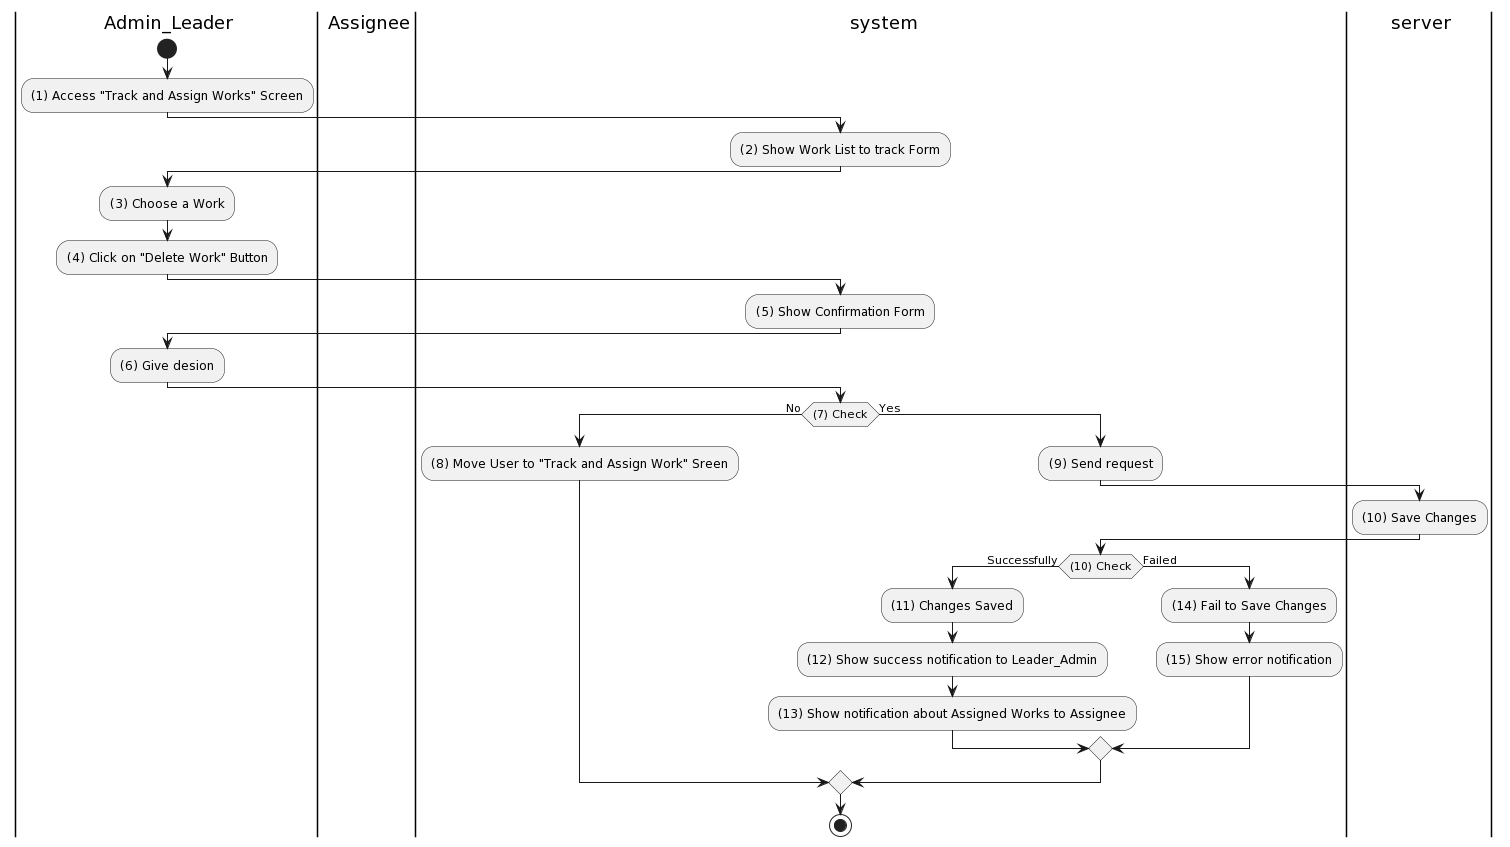 Admin_Leader
Assignee
system
server
(1) Access "Track and Assign Works" Screen
(2) Show Work List to track Form
(3) Choose a Work
(4) Click on "Delete Work" Button
(5) Show Confirmation Form
(6) Give desion
No
(7) Check
Yes
(8) Move User to "Track and Assign Work" Sreen
(9) Send request
(10) Save Changes
Successfully
(10) Check
Failed
(11) Changes Saved
(14) Fail to Save Changes
(12) Show success notification to Leader_Admin
(15) Show error notification
(13) Show notification about Assigned Works to Assignee